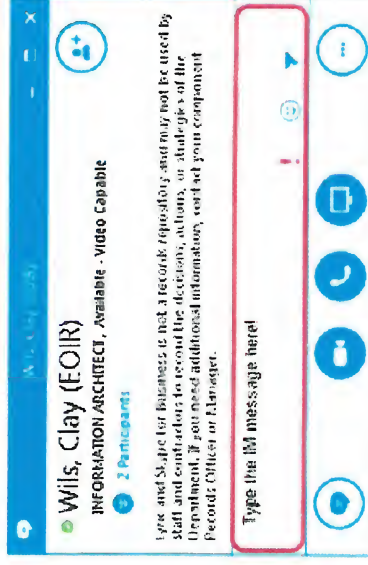 Wils, Clay (EOIR)
INFORMATION ARCHITECT, Available - Video Capable
2 Participants
Lync and Skype for Business is not a records repository and may not be used by
staff and contractors to record the decisions, actions, or strategies of the
Department. If you need additional information, contact your component
Records Officer or Manager.
Type the IM message here!